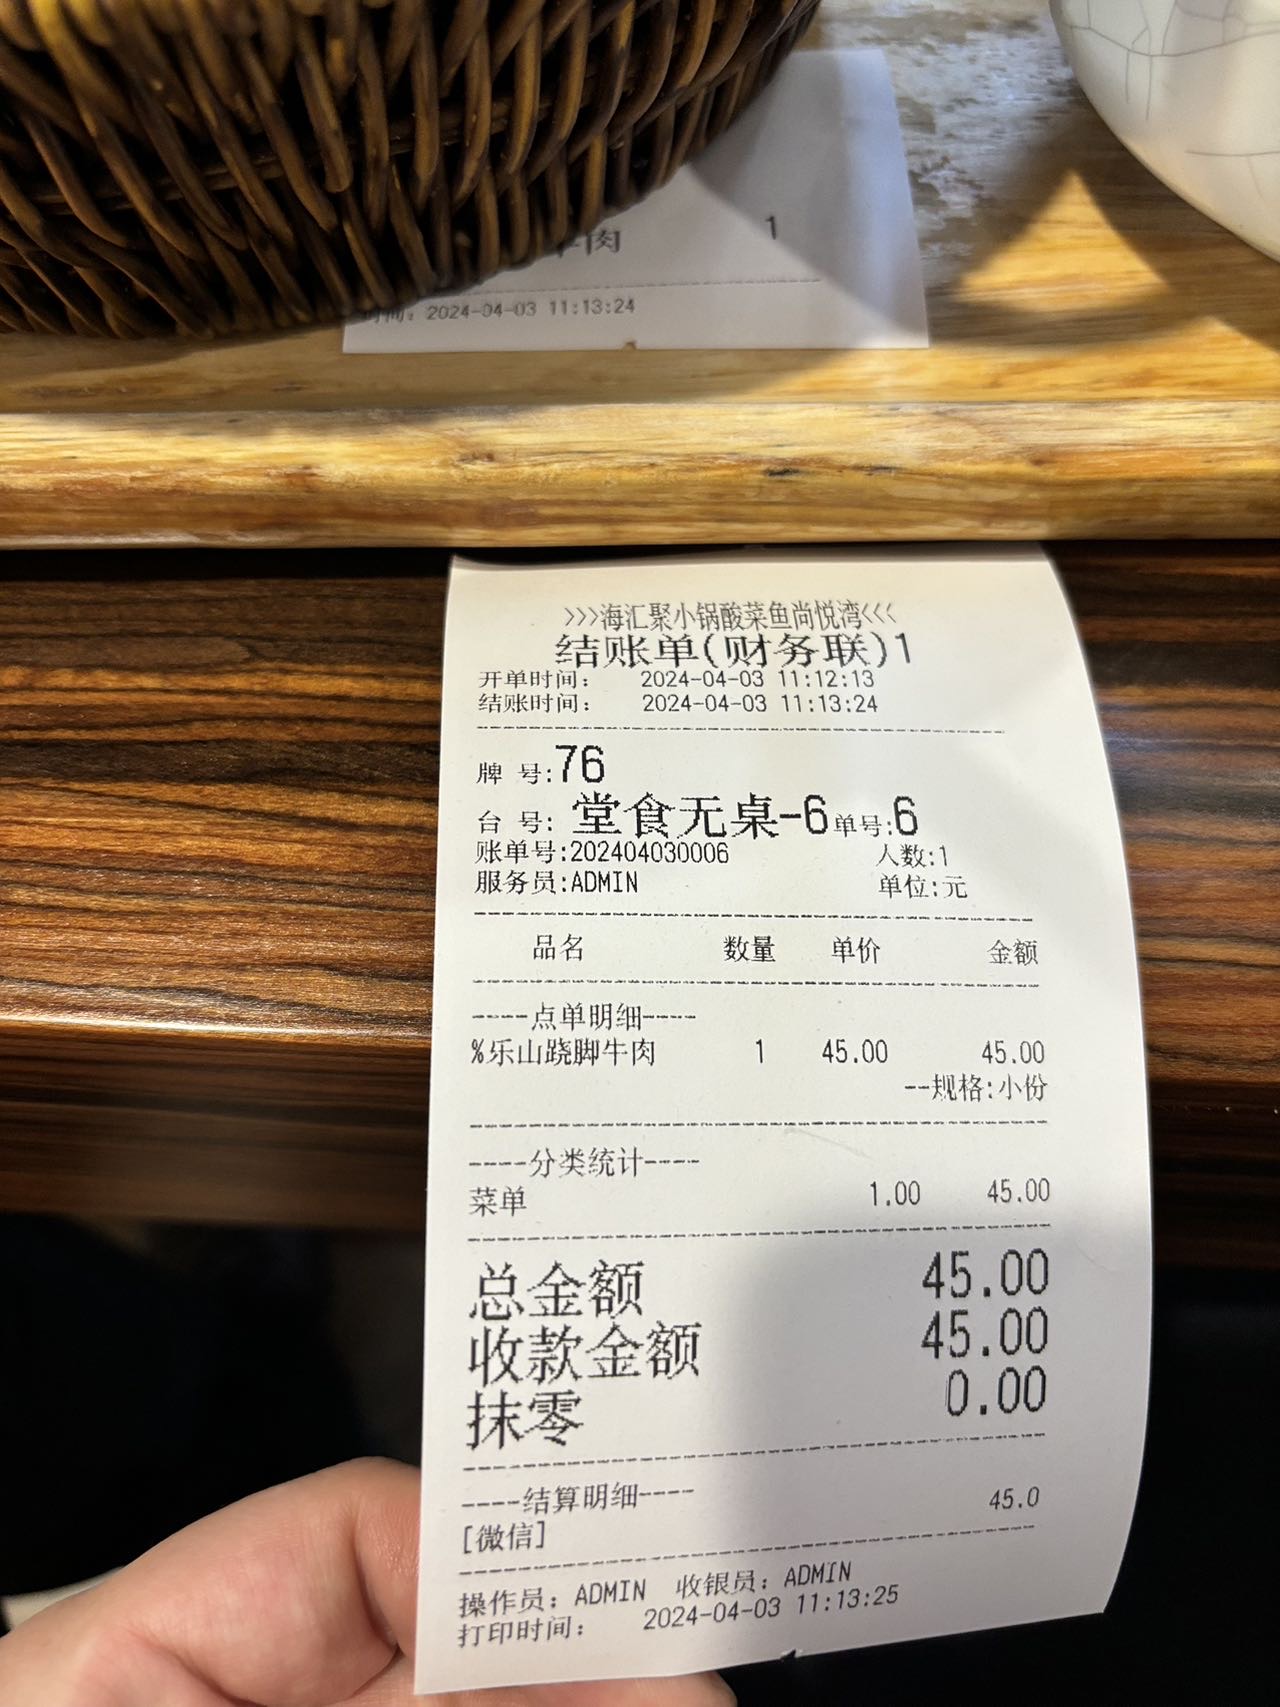 肉 1
时间：2024-04-03 11:13:24
>>>海汇聚小锅酸菜鱼尚悦湾<<<
结账单(财务联)1
开单时间： 2024-04-03 11:12:13
结账时间： 2024-04-03 11:13:24
牌 号:76
台 号: 堂食无桌-6单号:6
账单号:202404030006 人数:1
服务员:ADMIN 单位:元
品名 数量 单价 金额
----点单明细----
%乐山跷脚牛肉 1 45.00 45.00
--规格:小份
----分类统计----
菜单 1.00 45.00
总金额 45.00
收款金额 45.00
抹零 0.00
----结算明细----
[微信] 45.0
操作员：ADMIN 收银员：ADMIN
打印时间： 2024-04-03 11:13:25